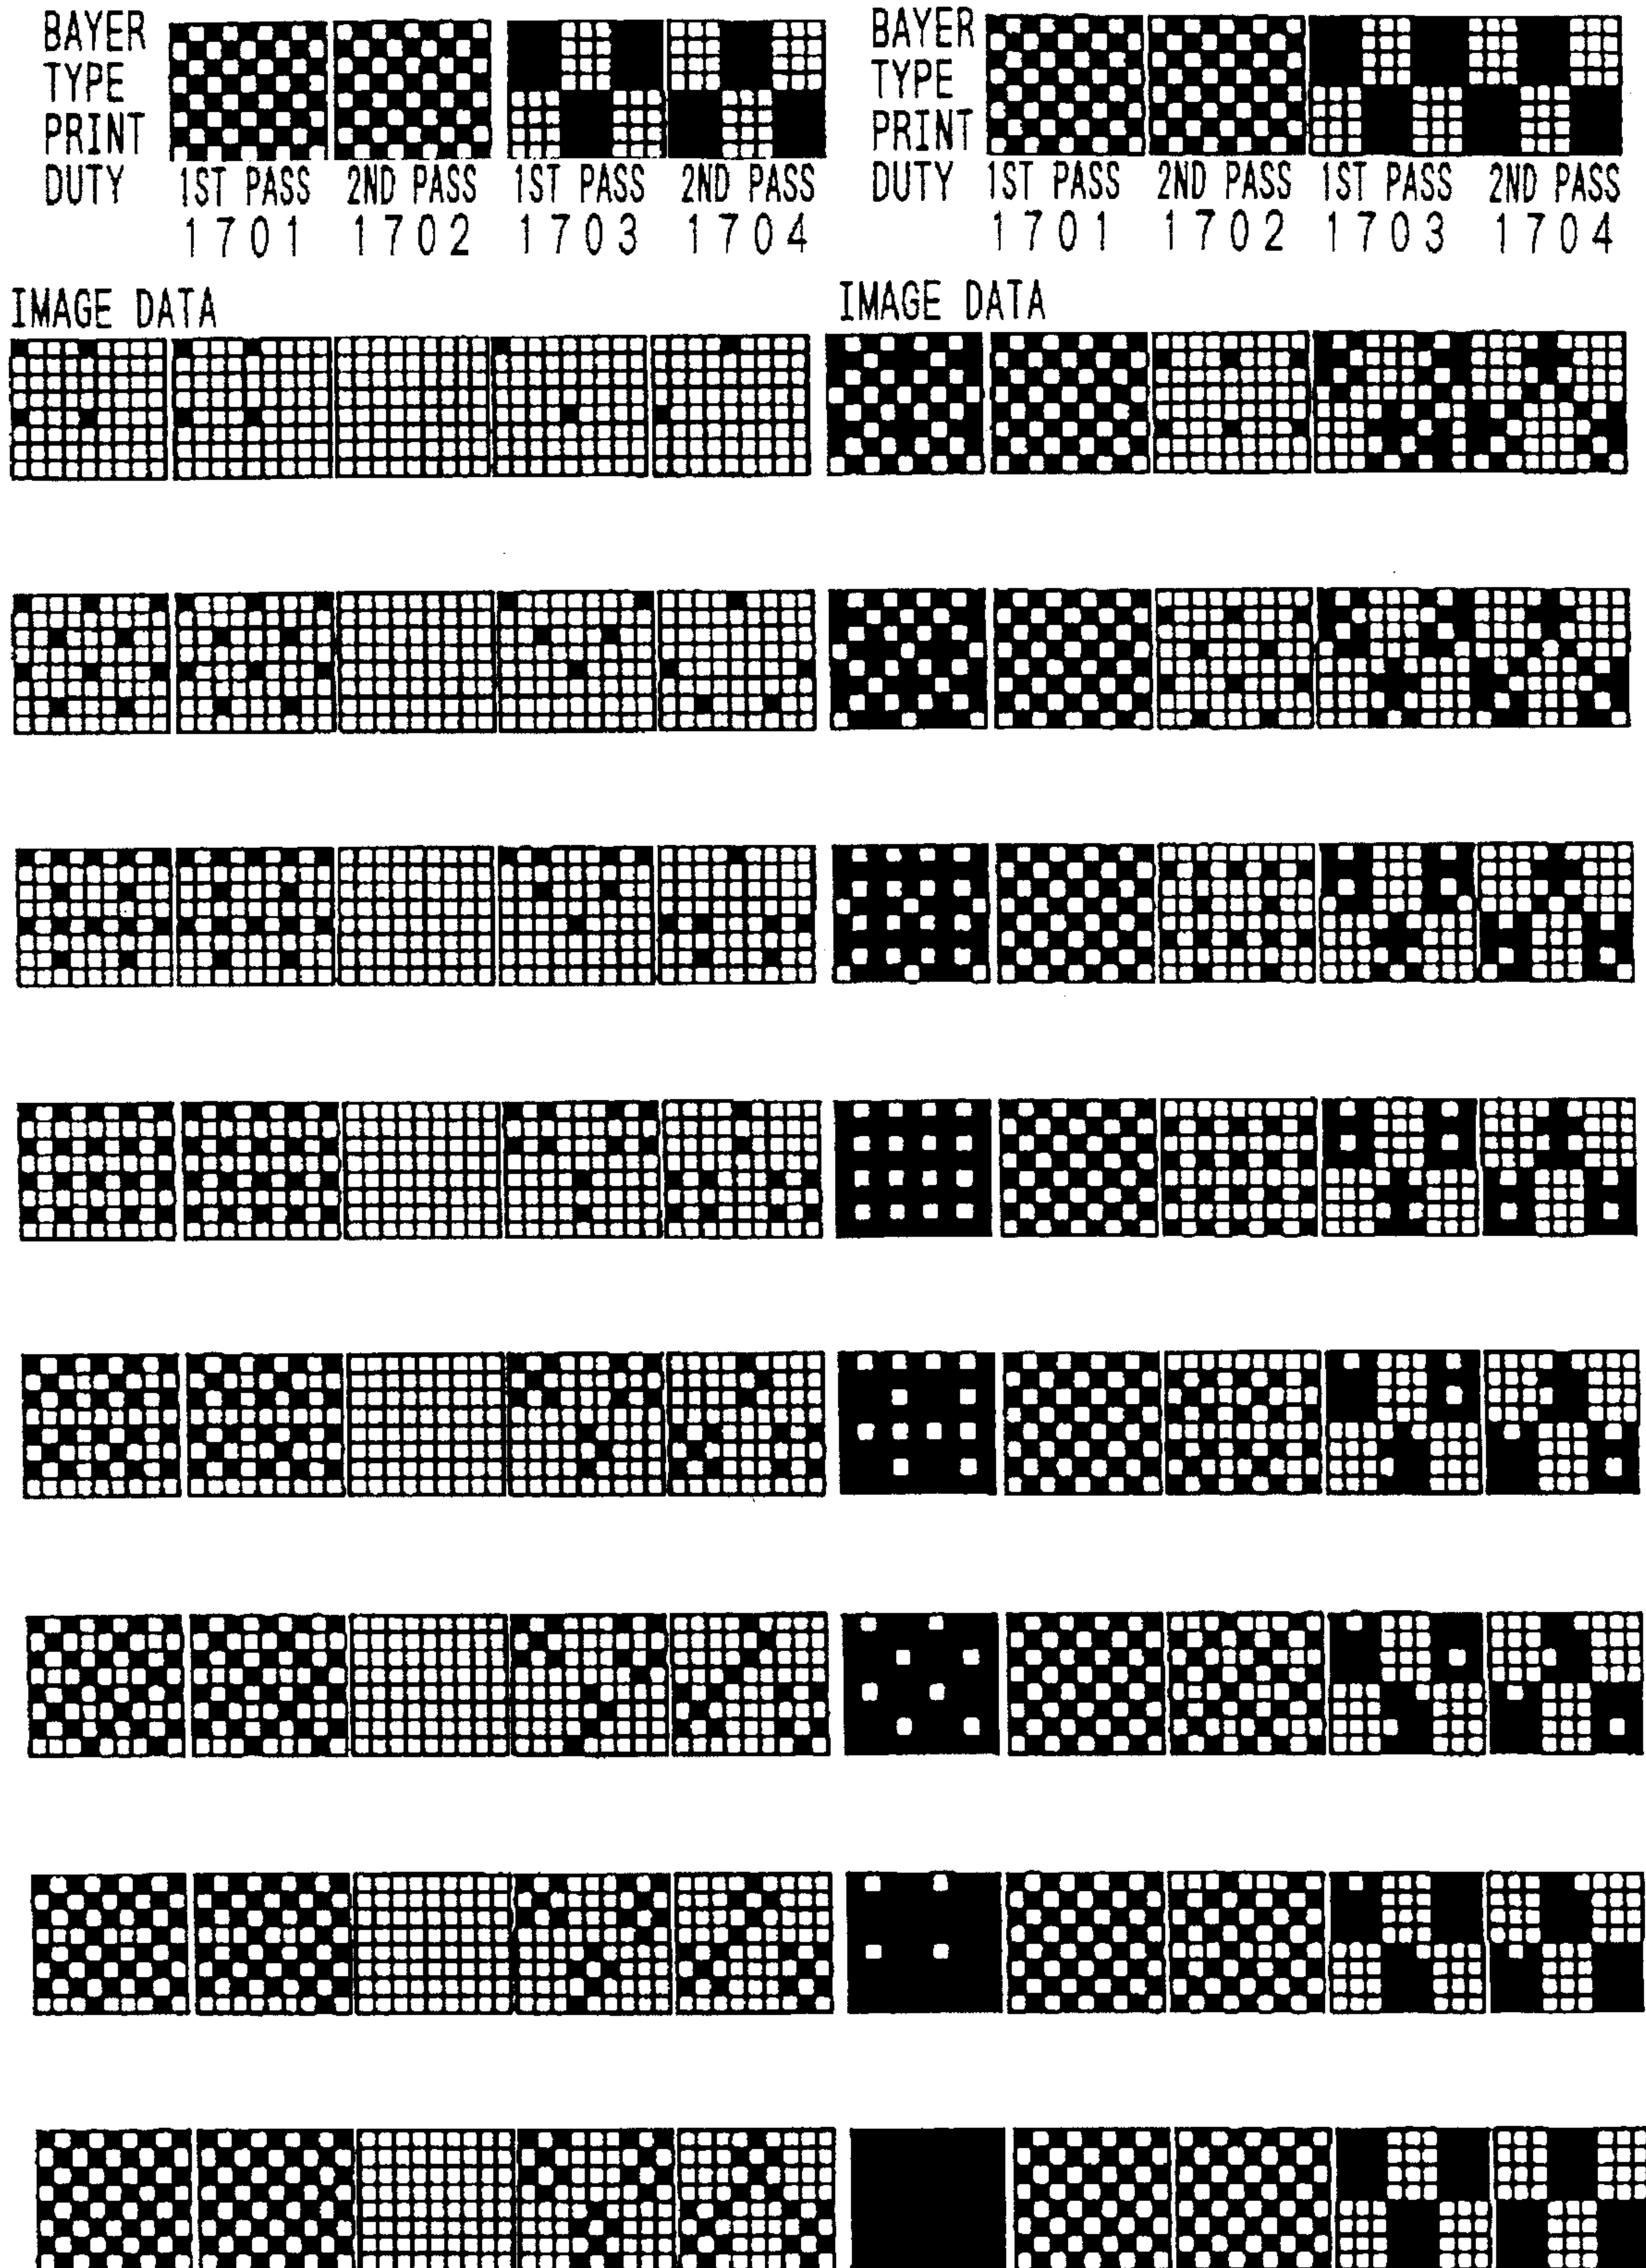 BAYER
TYPE
PRINT
DUTY
1ST PASS 2ND PASS 1ST PASS 2ND PASS
1701 1702 1703 1704
IMAGE DATA
BAYER
TYPE
PRINT
DUTY
1ST PASS 2ND PASS 1ST PASS 2ND PASS
1701 1702 1703 1704
IMAGE DATA